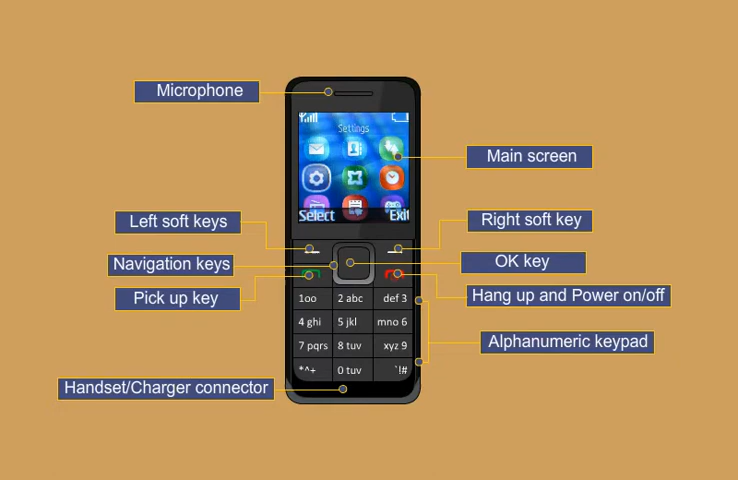 Microphone
Settings
Main screen
Select Exit
Left soft keys
Right soft key
Navigation keys
OK key
Pick up key
Hang up and Power on/off
1oo 2 abc def 3
4 ghi 5 jkl mno 6
Alphanumeric keypad
7 pqrs 8 tuv xyz 9
*^+ 0 tuv `!#
Handset/Charger connector